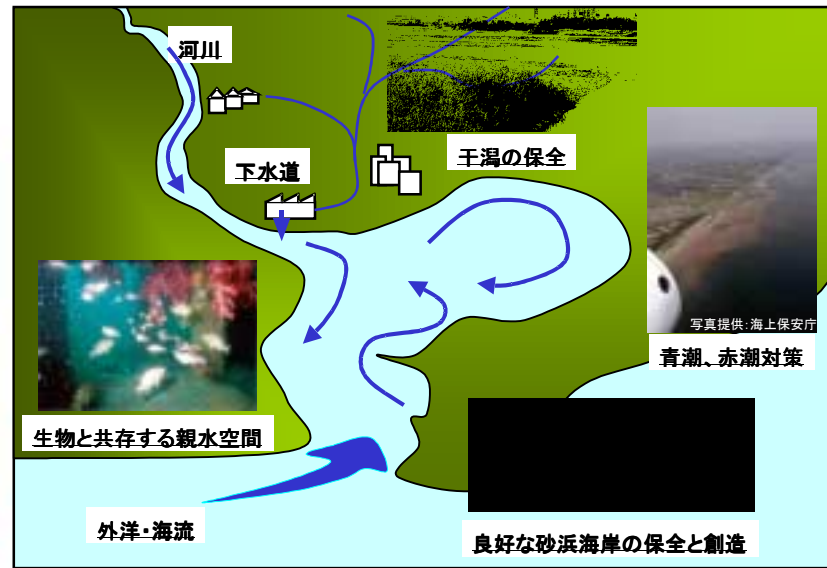 河川
干潟の保全
下水道
写真提供：海上保安庁
青潮、赤潮対策
生物と共存する親水空間
外洋・海流
良好な砂浜海岸の保全と創造